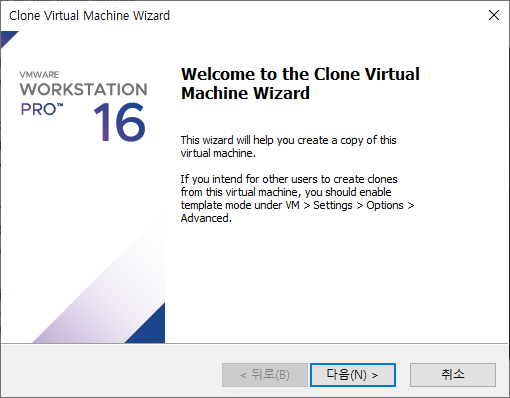 Clone Virtual Machine Wizard
VMWARE
WORKSTATION
PRO™ 16
Welcome to the Clone Virtual
Machine Wizard
This wizard will help you create a copy of this
virtual machine.
If you intend for other users to create clones
from this virtual machine, you should enable
template mode under VM > Settings > Options >
Advanced.
< 뒤로(B)
다음(N) >
취소